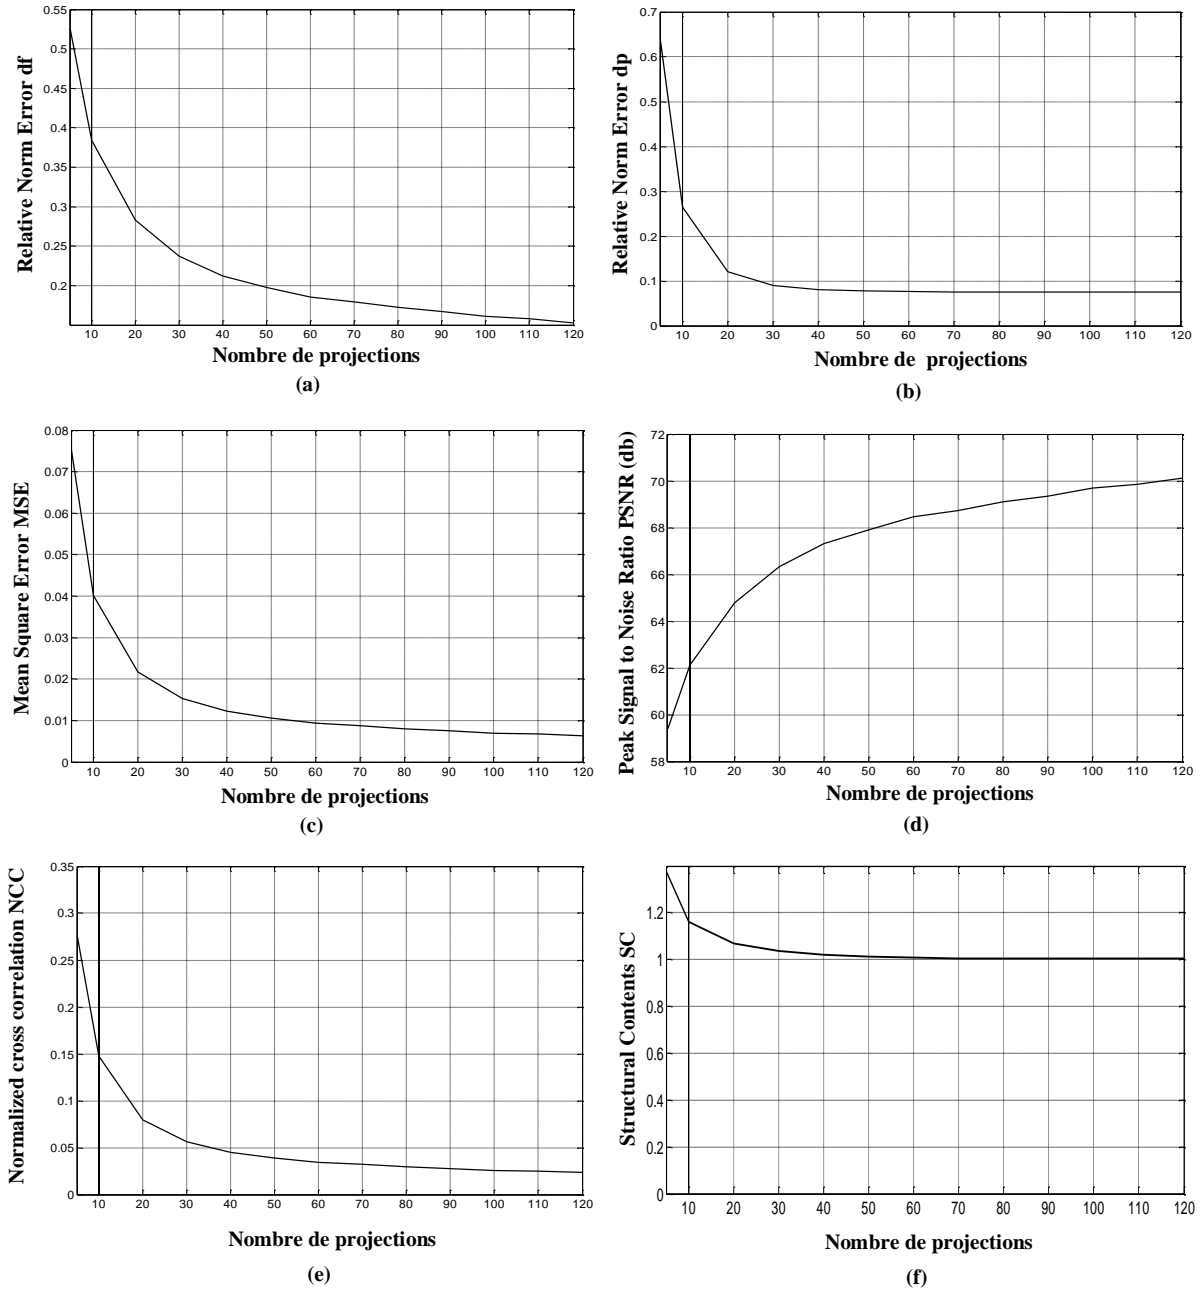 0.55
0.5
0.45
0.4
0.35
0.3
0.25
0.2
Relative Norm Error df
10 20 30 40 50 60 70 80 90 100 110 120
Nombre de projections
(a)
0.7
0.6
0.5
0.4
0.3
0.2
0.1
0
Relative Norm Error dp
10 20 30 40 50 60 70 80 90 100 110 120
Nombre de projections
(b)
0.08
0.07
0.06
0.05
0.04
0.03
0.02
0.01
0
Mean Square Error MSE
10 20 30 40 50 60 70 80 90 100 110 120
Nombre de projections
(c)
72
70
68
66
64
62
60
58
Peak Signal to Noise Ratio PSNR (db)
10 20 30 40 50 60 70 80 90 100 110 120
Nombre de projections
(d)
0.35
0.3
0.25
0.2
0.15
0.1
0.05
0
Normalized cross correlation NCC
10 20 30 40 50 60 70 80 90 100 110 120
Nombre de projections
(e)
1.2
1
0.8
0.6
0.4
0.2
0
Structural Contents SC
10 20 30 40 50 60 70 80 90 100 110 120
Nombre de projections
(f)